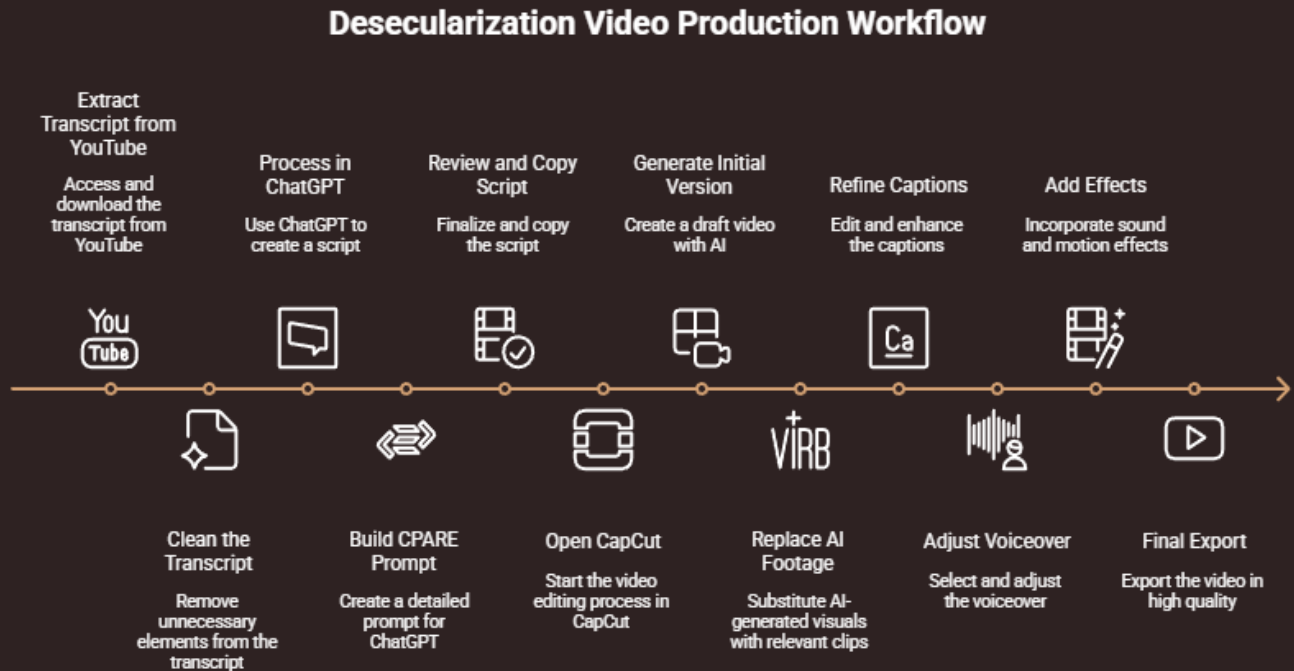 Desecularization Video Production Workflow
Extract
Transcript from
YouTube
Access and
download the
transcript from
YouTube
You
Tube
Clean the
Transcript
Remove
unnecessary
elements from the
transcript
Process in
ChatGPT
Use ChatGPT to
create a script
Build CPARE
Prompt
Create a detailed
prompt for
ChatGPT
Review and Copy
Script
Finalize and copy
the script
Open CapCut
Start the video
editing process in
CapCut
Generate Initial
Version
Create a draft video
with AI
VIRB
Replace AI
Footage
Substitute AI-
generated visuals
with relevant clips
Refine Captions
Edit and enhance
the captions
Ca
Adjust Voiceover
Select and adjust
the voiceover
Add Effects
Incorporate sound
and motion effects
Final Export
Export the video in
high quality